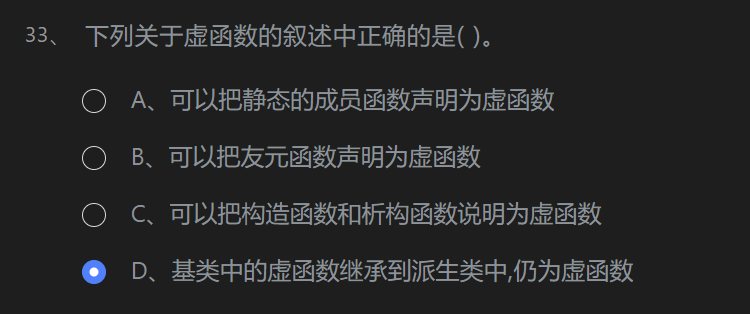 33、 下列关于虚函数的叙述中正确的是( )。
A、可以把静态的成员函数声明为虚函数
B、可以把友元函数声明为虚函数
C、可以把构造函数和析构函数说明为虚函数
D、基类中的虚函数继承到派生类中,仍为虚函数